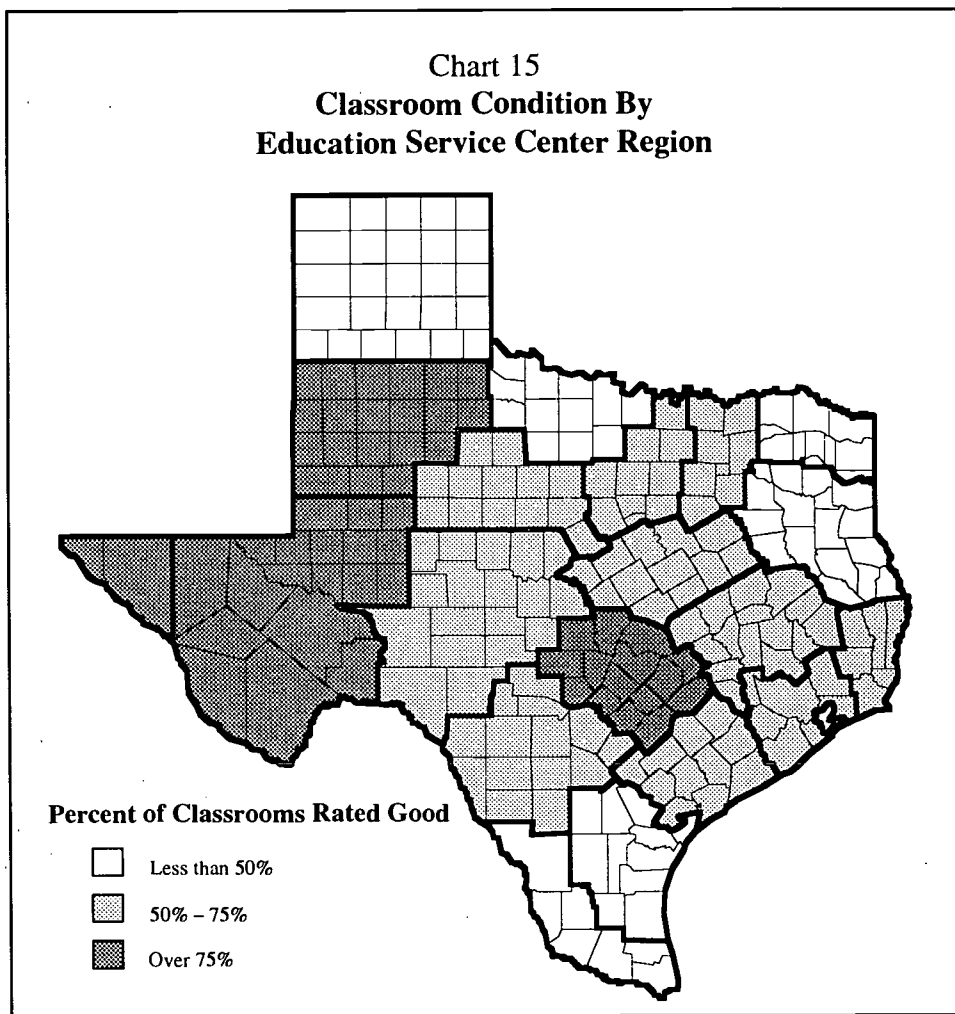 Chart 15
Classroom Condition By
Education Service Center Region
Percent of Classrooms Rated Good
Less than 50%
50% – 75%
Over 75%